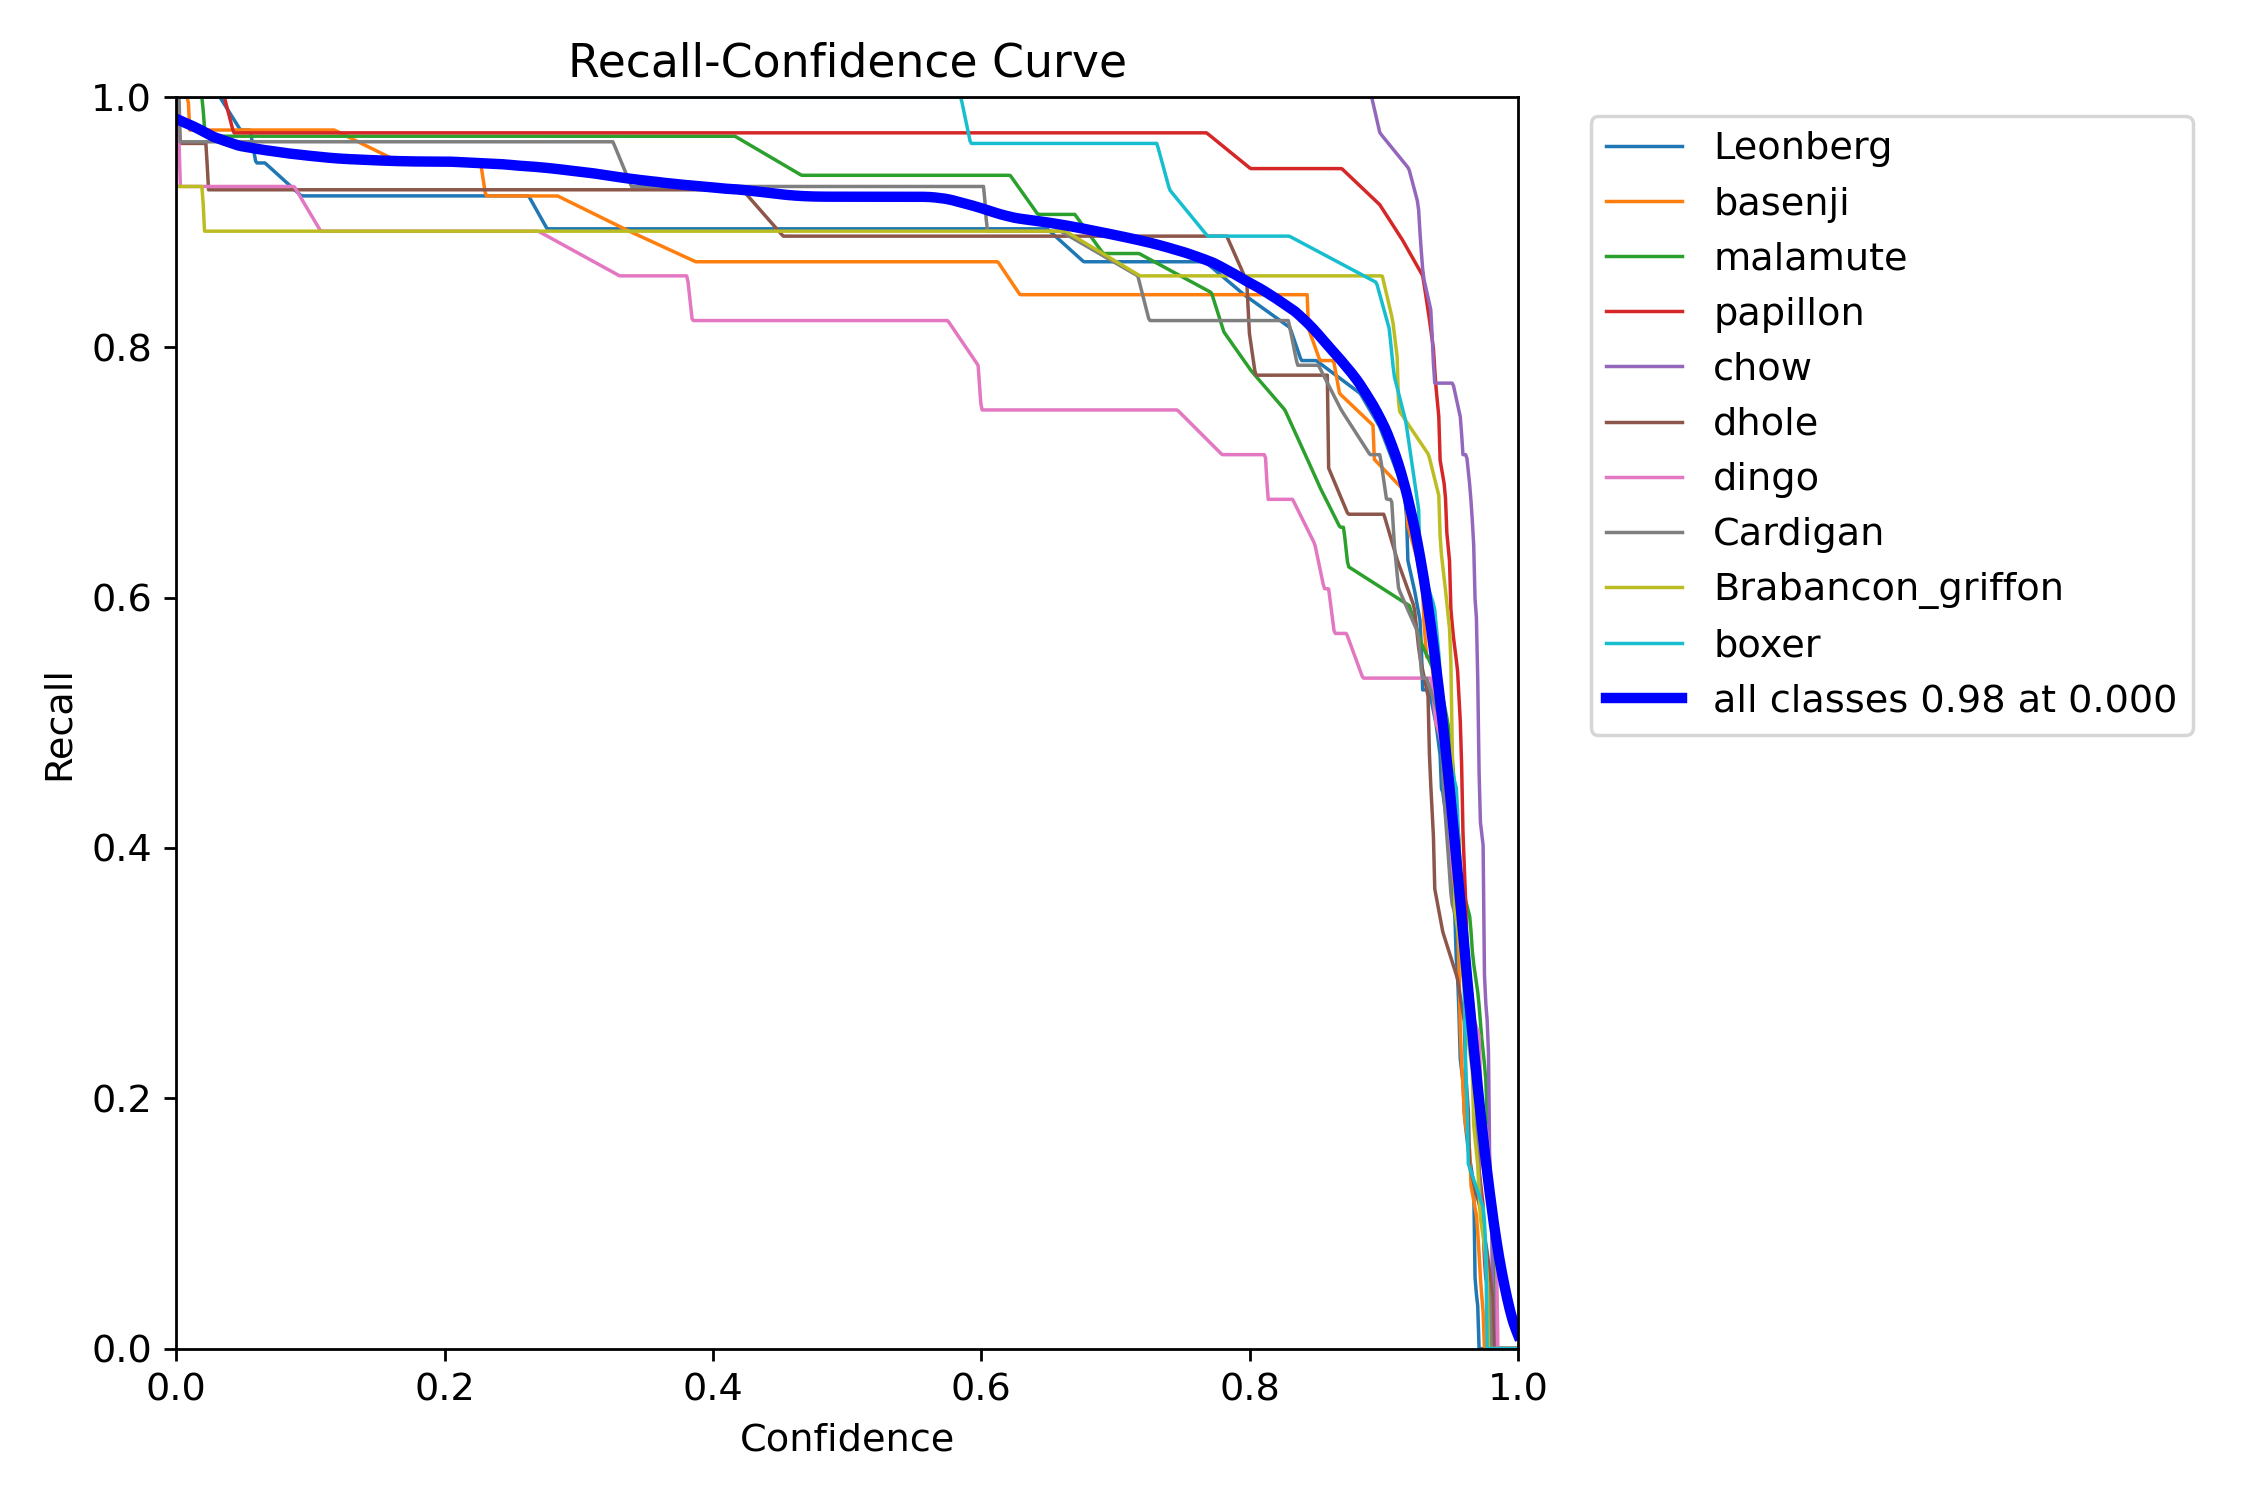 Recall-Confidence Curve
1.0
0.8
0.6
0.4
0.2
0.0
Recall
0.0 0.2 0.4 0.6 0.8 1.0
Confidence
Leonberg
basenji
malamute
papillon
chow
dhole
dingo
Cardigan
Brabancon_griffon
boxer
all classes 0.98 at 0.000